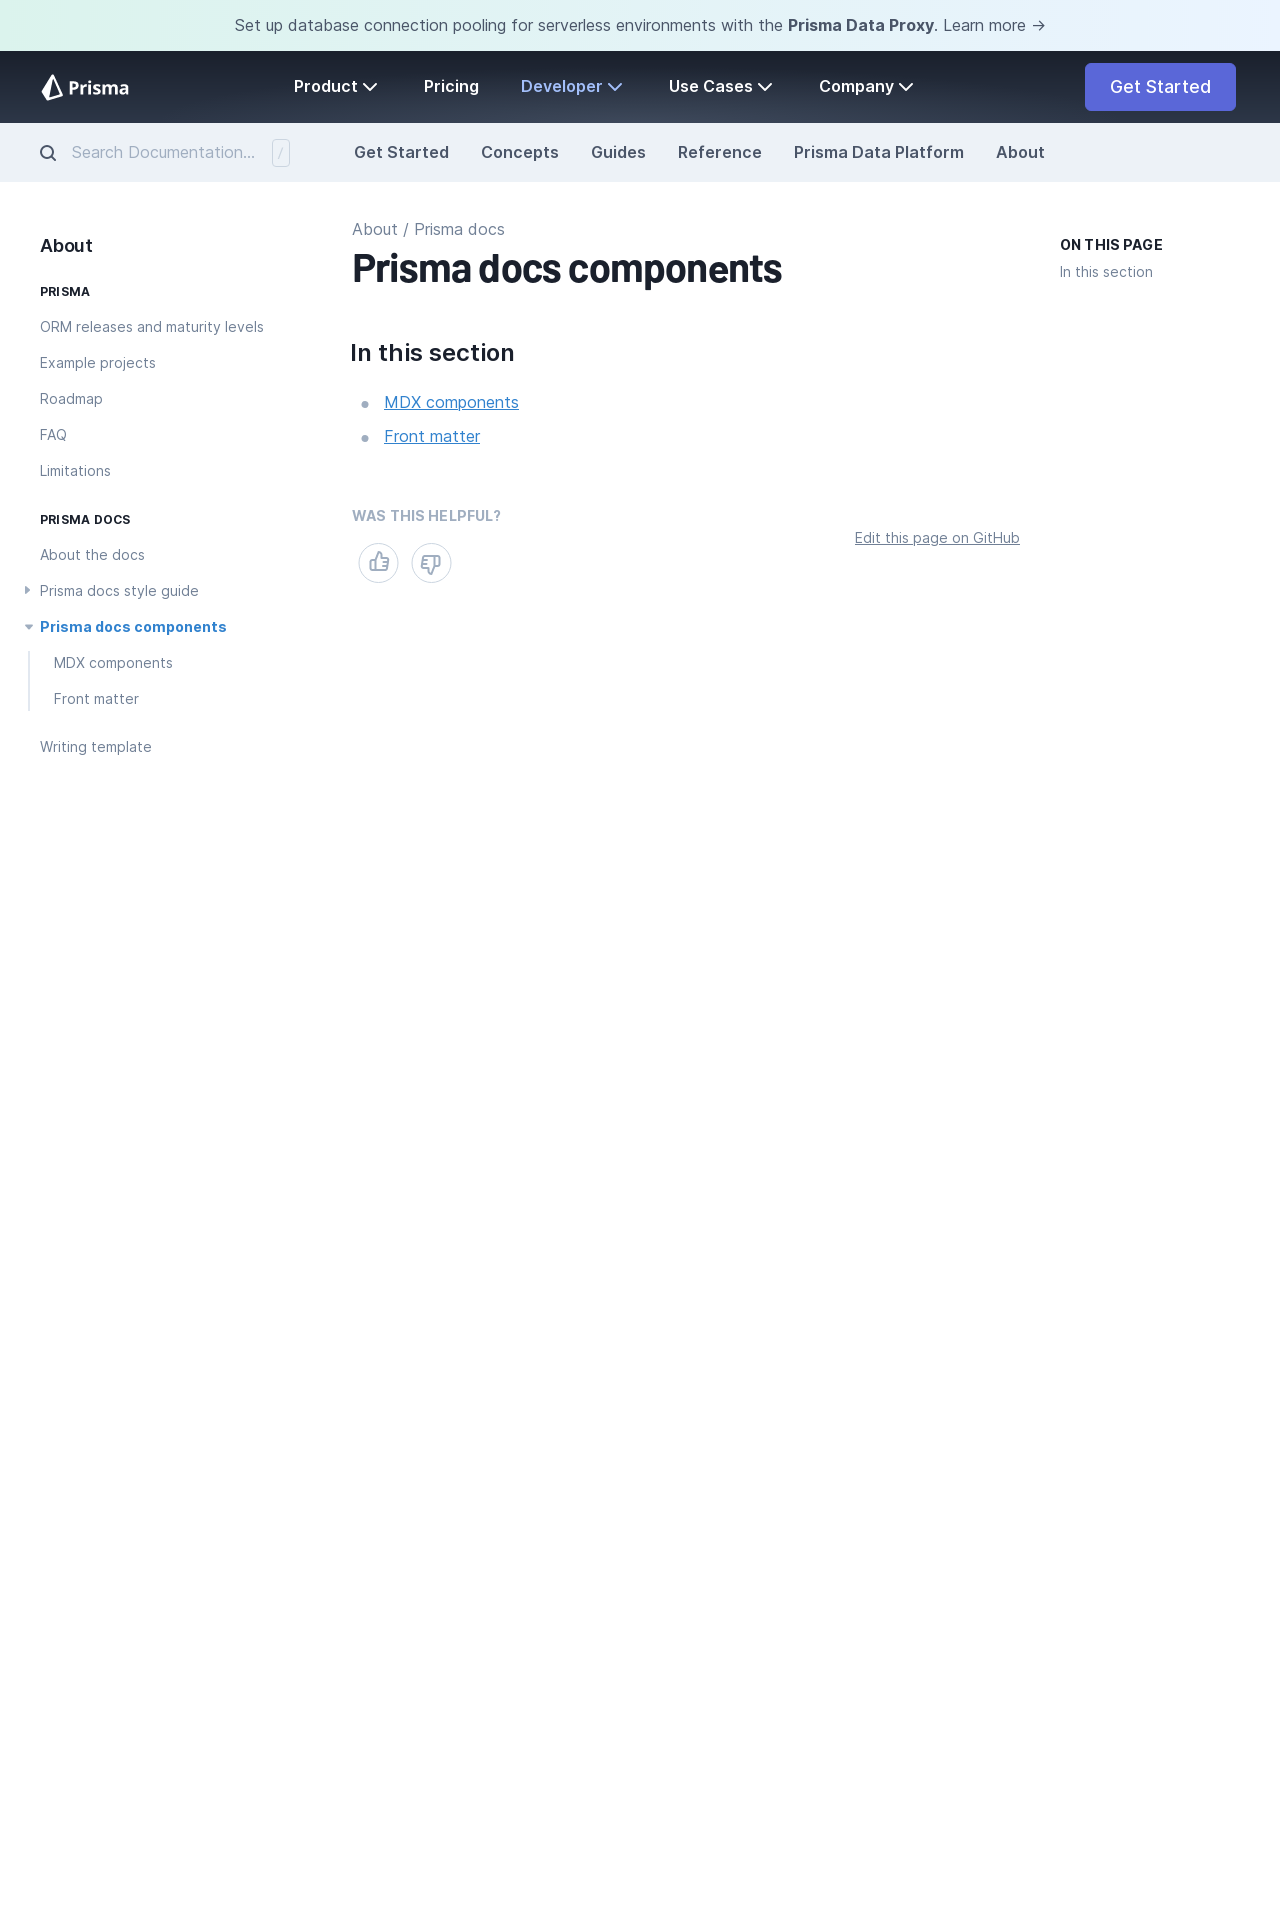 Set up database connection pooling for serverless environments with the Prisma Data Proxy. Learn more →
Prisma
Product
Pricing
Developer
Use Cases
Company
Get Started
Search Documentation...
/
Get Started
Concepts
Guides
Reference
Prisma Data Platform
About
About
PRISMA
ORM releases and maturity levels
Example projects
Roadmap
FAQ
Limitations
PRISMA DOCS
About the docs
Prisma docs style guide
Prisma docs components
MDX components
Front matter
Writing template
About / Prisma docs
Prisma docs components
In this section
MDX components
Front matter
WAS THIS HELPFUL?
Edit this page on GitHub
ON THIS PAGE
In this section